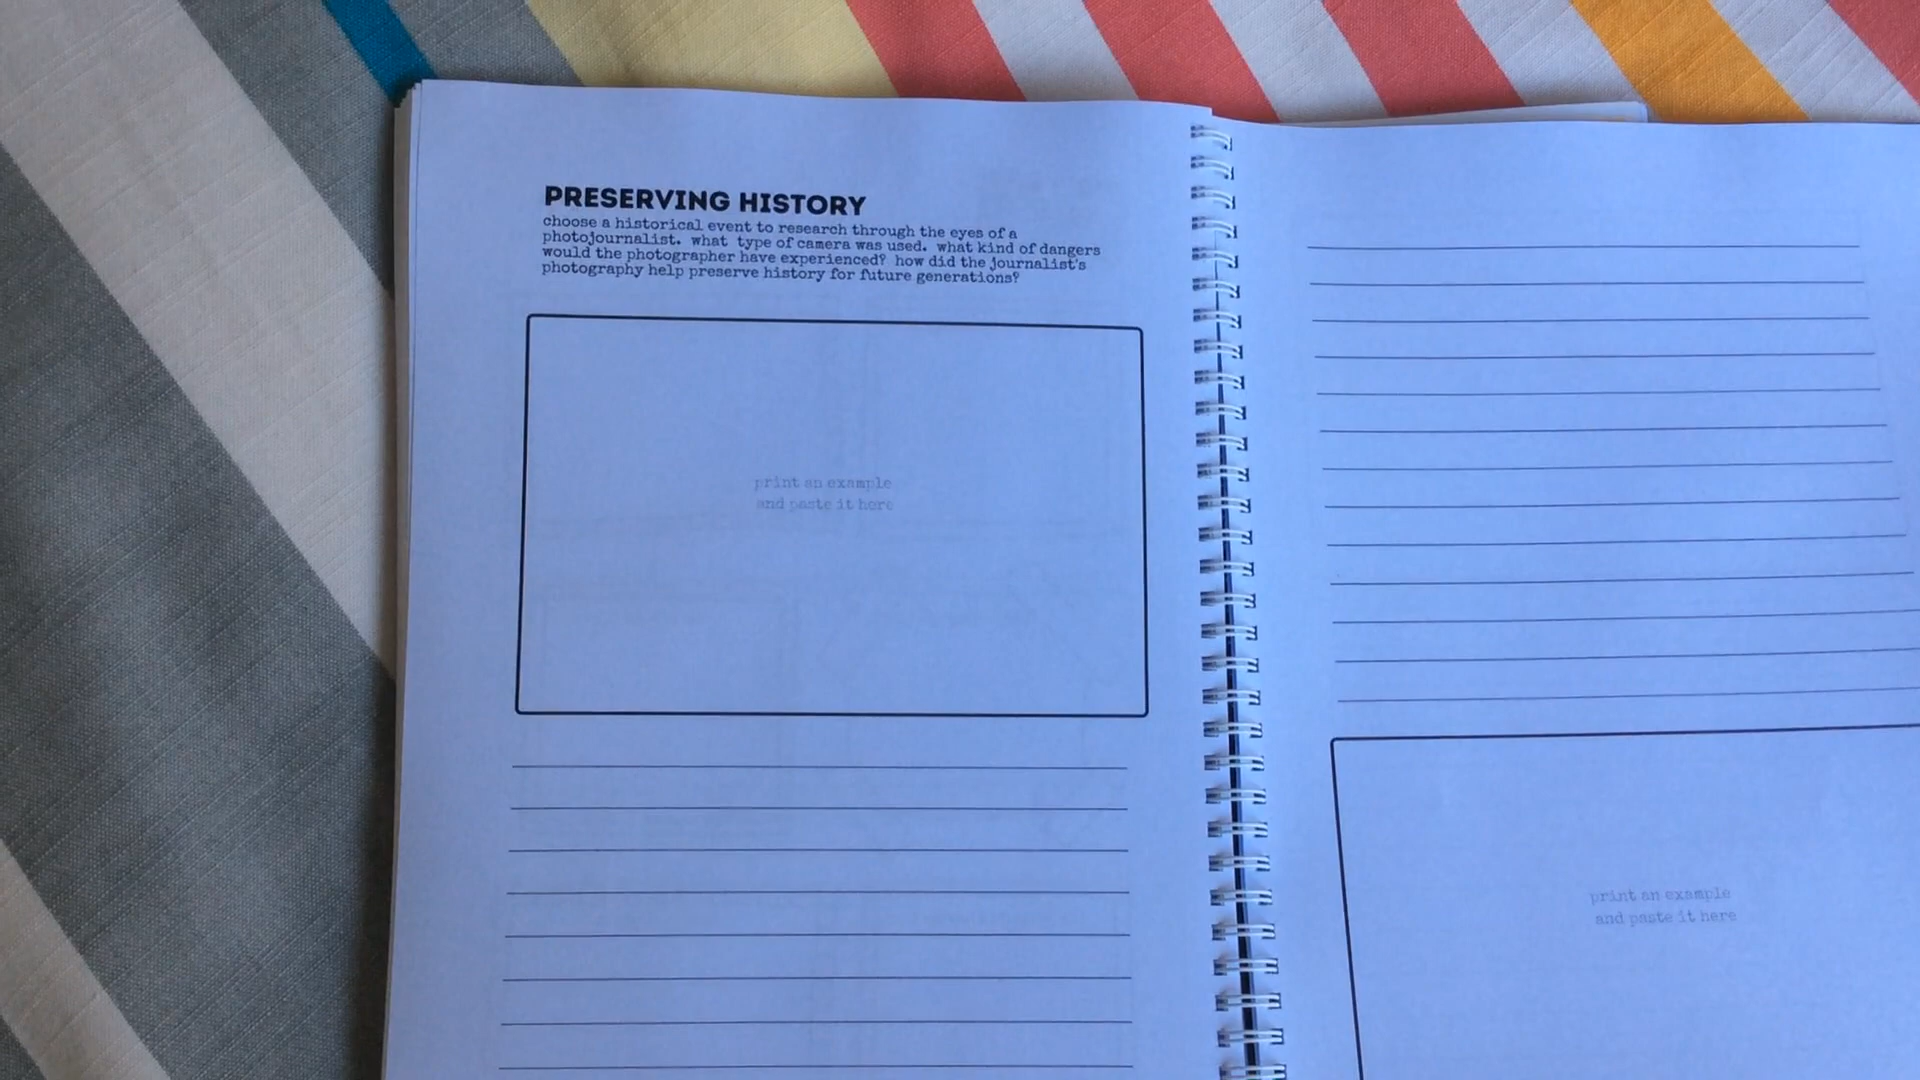 PRESERVING HISTORY
choose a historical event to research through the eyes of a
photojournalist. what type of camera was used. what kind of dangers
would the photographer have experienced? how did the journalist's
photography help preserve history for future generations?
print an example
and paste it here
print an example
and paste it here